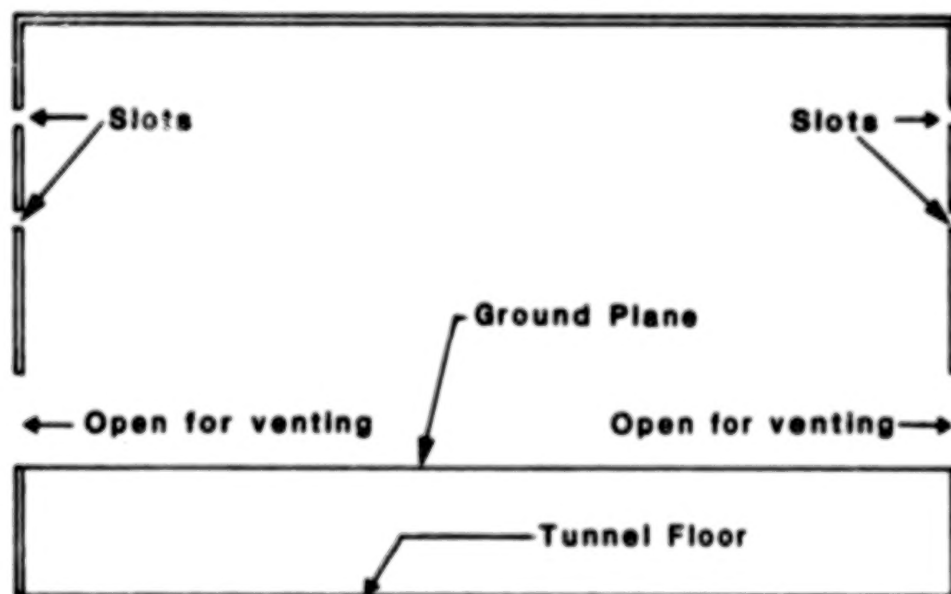 Slots
Slots
Ground Plane
Open for venting
Open for venting
Tunnel Floor